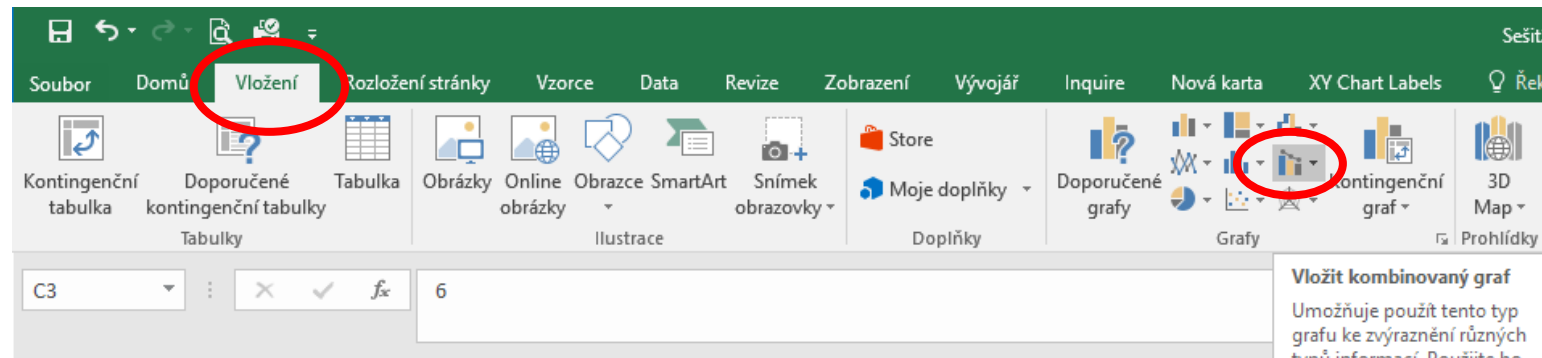 Sešit
Soubor Domů Vložení Rozložení stránky Vzorce Data Revize Zobrazení Vývojář Inquire Nová karta XY Chart Labels
Kontingenční tabulka
Doporučené kontingenční tabulky
Tabulka
Obrázky
Online obrázky
Obrazce
SmartArt
Snímek obrazovky
Store
Moje doplňky
Doporučené grafy
Kontingenční graf
3D Map
Tabulky Ilustrace Doplňky Grafy Prohlídky
C3 fx 6
Vložit kombinovaný graf
Umožňuje použít tento typ
grafu ke zvýraznění různých